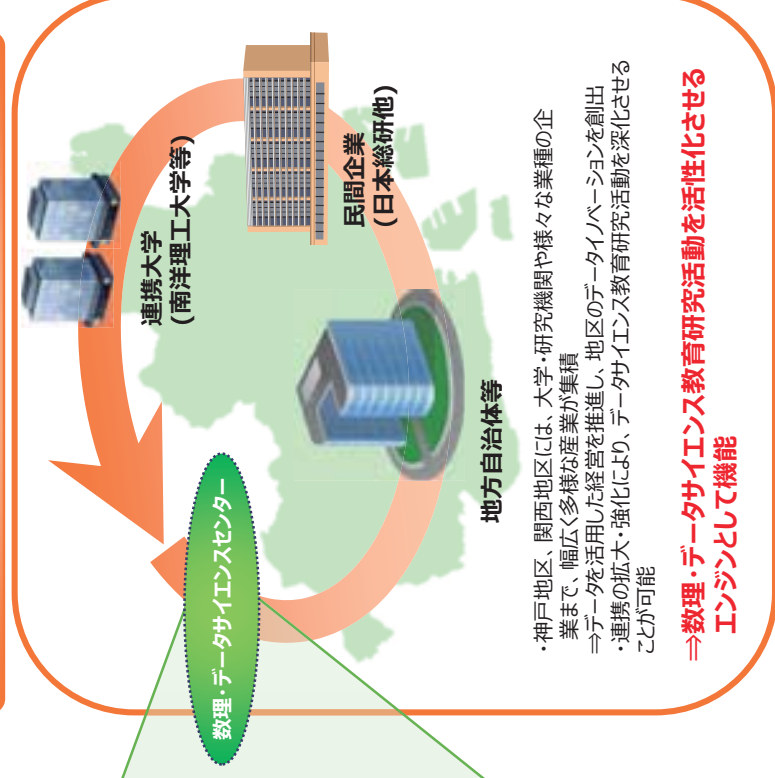 連携大学
(南洋理工大学等)
民間企業
(日本総研他)
数理・データサイエンスセンター
地方自治体等
・神戸地区、関西地区には、大学・研究機関や様々な業種の企
業まで、幅広く多様な産業が集積
⇒データを活用した経営を推進し、地区のデータイノベーションを創出
・連携の拡大・強化により、データサイエンス教育研究活動を深化させる
ことが可能
⇒数理・データサイエンス教育研究活動を活性化させる
エンジンとして機能